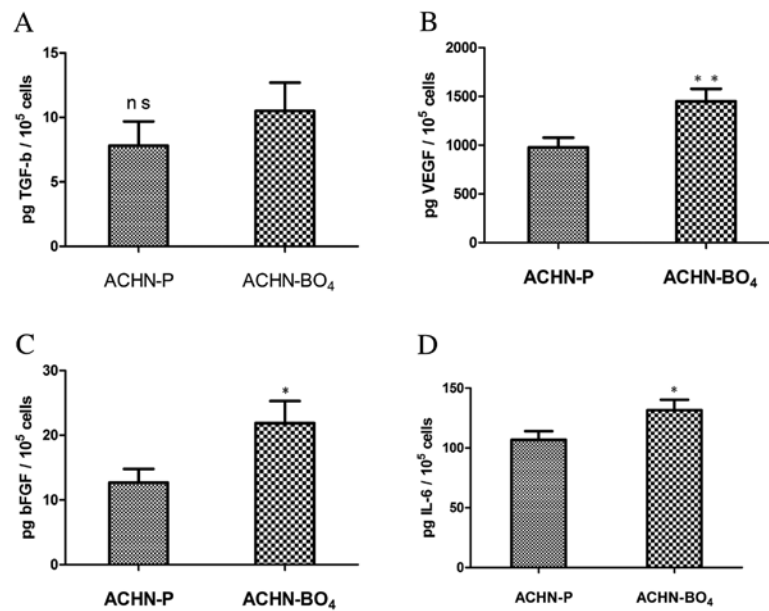 A
pg TGF-b / 10⁵ cells
15
10
5
0
n s
ACHN-P
ACHN-BO₄
B
pg VEGF / 10⁵ cells
2000
1500
1000
500
0
* *
ACHN-P
ACHN-BO₄
C
pg bFGF / 10⁵ cells
30
20
10
0
*
ACHN-P
ACHN-BO₄
D
pg IL-6 / 10⁵ cells
150
100
50
0
*
ACHN-P
ACHN-BO₄